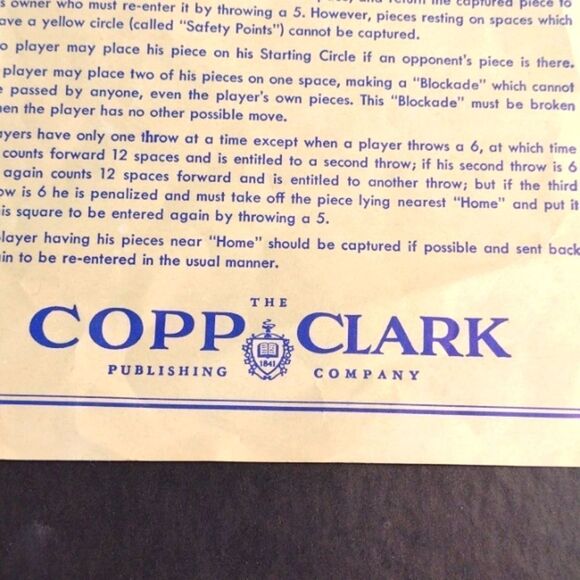 s owner who must re-enter it by throwing a 5. However, pieces resting on spaces which
ave a yellow circle (called "Safety Points") cannot be captured.
o player may place his piece on his Starting Circle if an opponent's piece is there.
player may place two of his pieces on one space, making a "Blockade" which cannot
e passed by anyone, even the player's own pieces. This "Blockade" must be broken
hen the player has no other possible move.
ayers have only one throw at a time except when a player throws a 6, at which time
counts forward 12 spaces and is entitled to a second throw; if his second throw is 6
again counts 12 spaces forward and is entitled to another throw; but if the third
ow is 6 he is penalized and must take off the piece lying nearest "Home" and put it
is square to be entered again by throwing a 5.
layer having his pieces near "Home" should be captured if possible and sent back
in to be re-entered in the usual manner.
THE
COPP CLARK
1841
PUBLISHING COMPANY